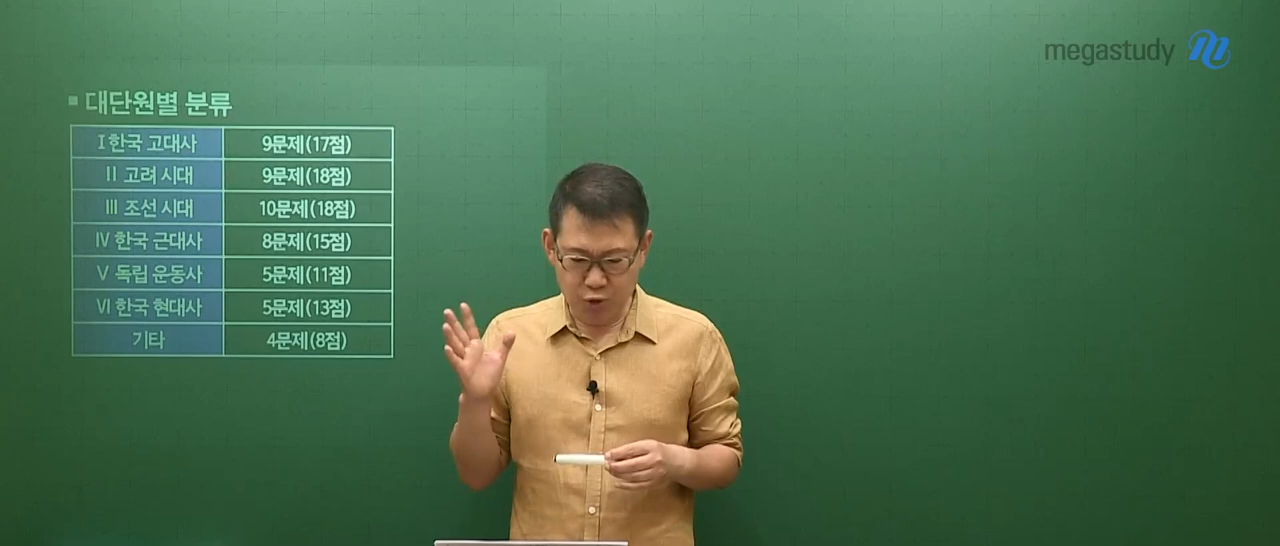 megastudy
대단원별 분류
Ⅰ 한국 고대사 9문제(17점)
Ⅱ 고려 시대 9문제(18점)
Ⅲ 조선 시대 10문제(18점)
Ⅳ 한국 근대사 8문제(15점)
Ⅴ 독립 운동사 5문제(11점)
Ⅵ 한국 현대사 5문제(13점)
기타 4문제(8점)